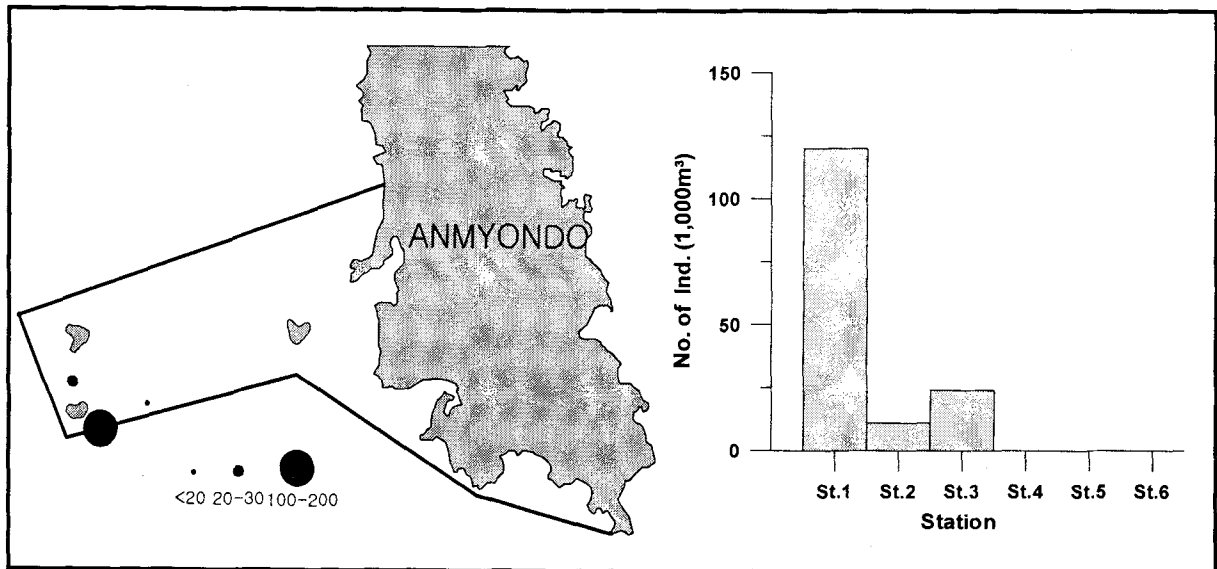 ANMYONDO
<20 20-30 100-200
No. of Ind. (1,000m³)
150
100
50
0
St.1 St.2 St.3 St.4 St.5 St.6
Station